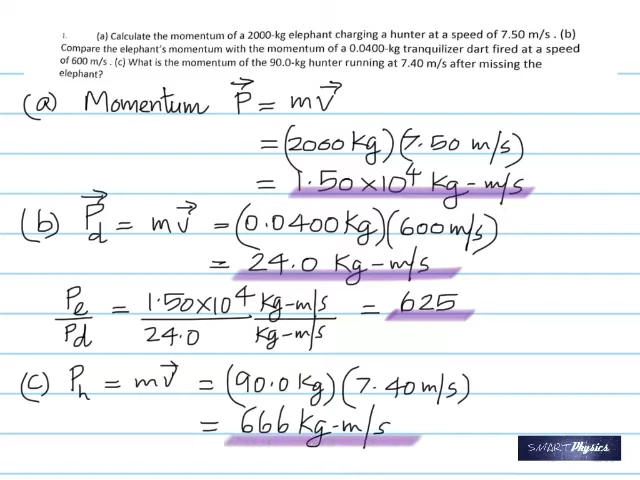 1. (a) Calculate the momentum of a 2000-kg elephant charging a hunter at a speed of 7.50 m/s . (b)
Compare the elephant's momentum with the momentum of a 0.0400-kg tranquilizer dart fired at a speed
of 600 m/s . (c) What is the momentum of the 90.0-kg hunter running at 7.40 m/s after missing the
elephant?
(a) Momentum P⃗ = mv⃗
= (2000 kg)(7.50 m/s)
= 1.50×10⁴ kg-m/s
(b) P⃗d = mv⃗ = (0.0400 kg)(600 m/s)
= 24.0 kg-m/s
Pe/Pd = 1.50×10⁴/24.0 kg-m/s/kg-m/s = 625
(c) Ph = mv⃗ = (90.0 kg)(7.40 m/s)
= 666 kg-m/s
SMART Physics